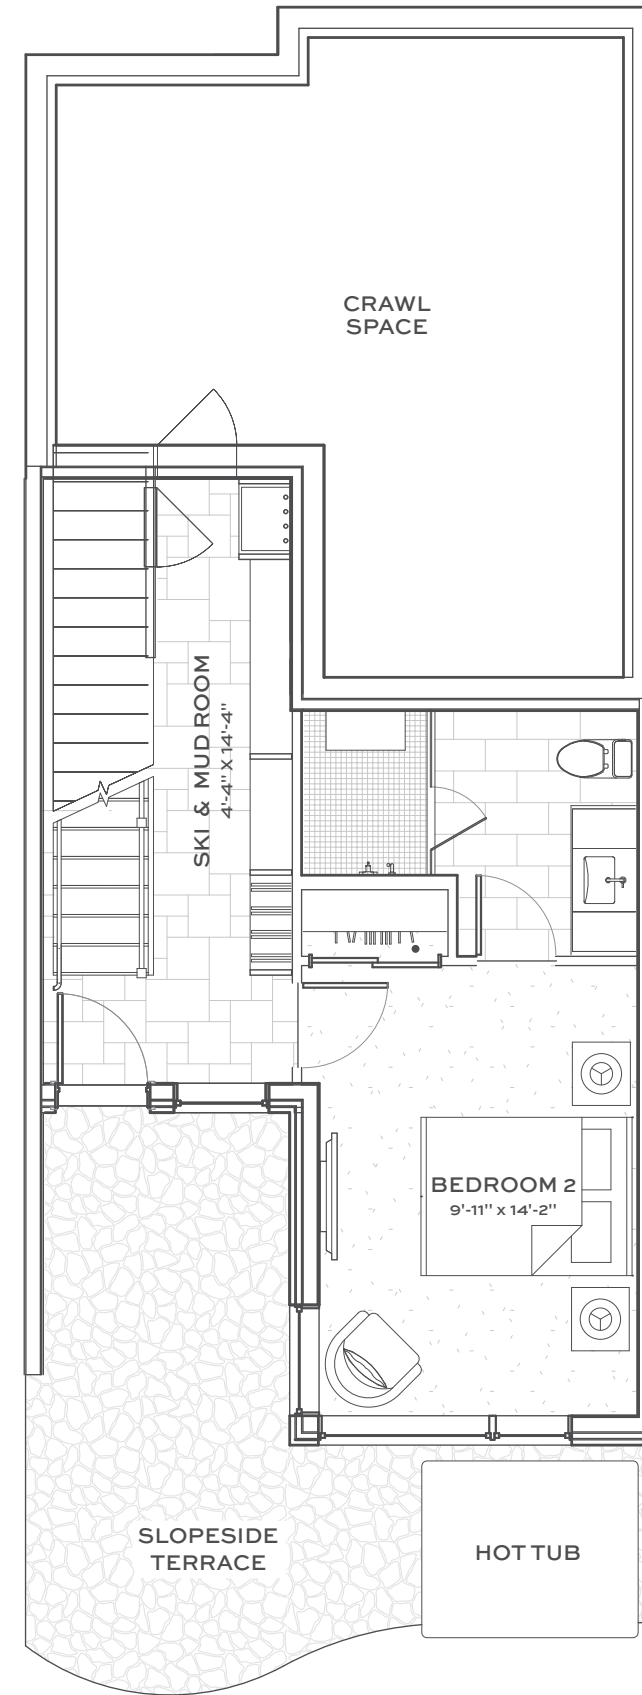 CRAWL
SPACE
SKI & MUD ROOM
4'-4" X 14'-4"
BEDROOM 2
9'-11" x 14'-2"
SLOPESIDE
TERRACE
HOT TUB